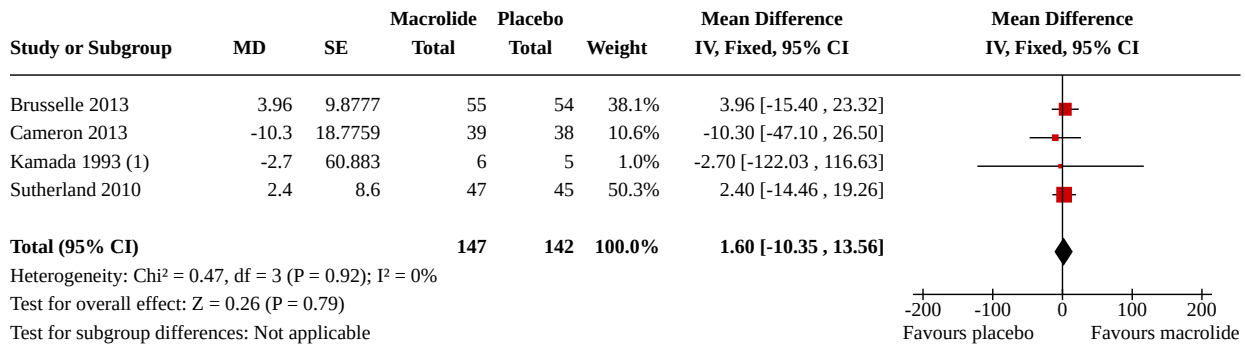 Macrolide Placebo Mean Difference Mean Difference
Study or Subgroup MD SE Total Total Weight IV, Fixed, 95% CI IV, Fixed, 95% CI
Brusselle 2013 3.96 9.8777 55 54 38.1% 3.96 [-15.40 , 23.32]
Cameron 2013 -10.3 18.7759 39 38 10.6% -10.30 [-47.10 , 26.50]
Kamada 1993 (1) -2.7 60.883 6 5 1.0% -2.70 [-122.03 , 116.63]
Sutherland 2010 2.4 8.6 47 45 50.3% 2.40 [-14.46 , 19.26]
Total (95% CI) 147 142 100.0% 1.60 [-10.35 , 13.56]
Heterogeneity: Chi² = 0.47, df = 3 (P = 0.92); I² = 0%
Test for overall effect: Z = 0.26 (P = 0.79)
-200 -100 0 100 200
Test for subgroup differences: Not applicable
Favours placebo Favours macrolide